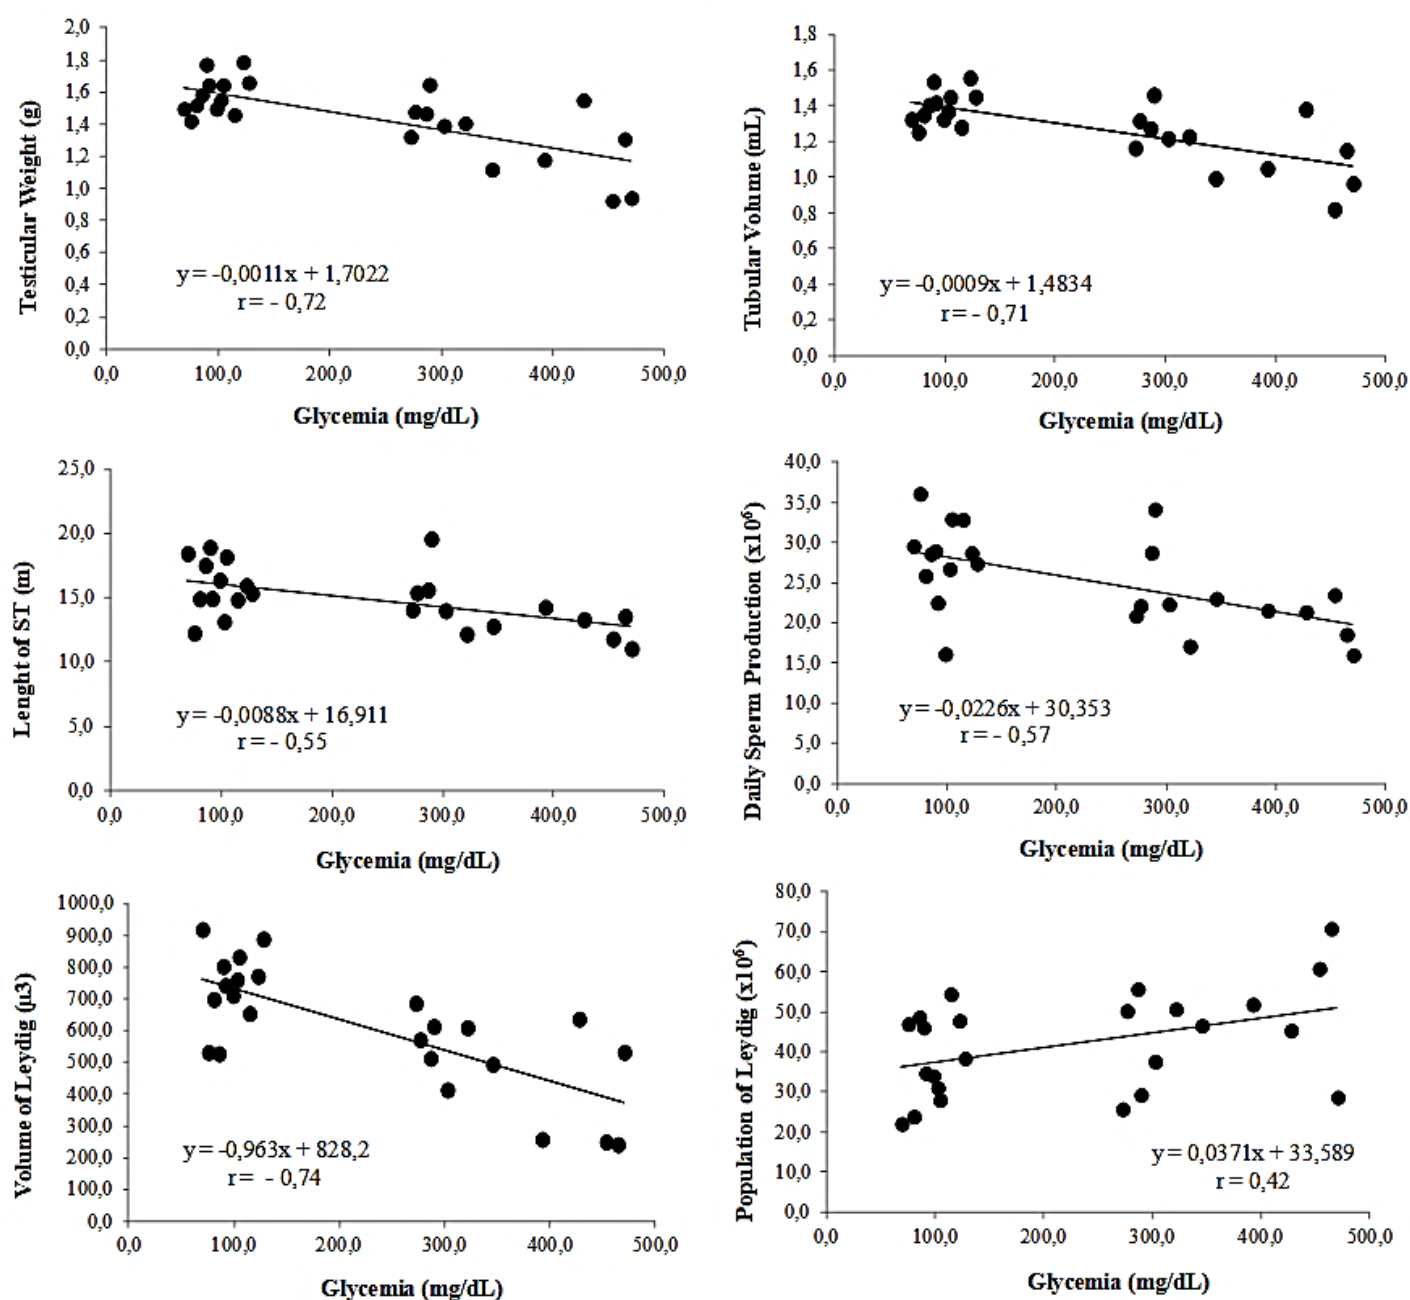 Testicular Weight (g)
2,0
1,8
1,6
1,4
1,2
1,0
0,8
0,6
0,4
0,2
0,0
y = -0,0011x + 1,7022
r = - 0,72
0,0 100,0 200,0 300,0 400,0 500,0
Glycemia (mg/dL)
Tubular Volume (mL)
1,8
1,6
1,4
1,2
1,0
0,8
0,6
0,4
0,2
0,0
y = -0,0009x + 1,4834
r = - 0,71
0,0 100,0 200,0 300,0 400,0 500,0
Glycemia (mg/dL)
Lenght of ST (m)
25,0
20,0
15,0
10,0
5,0
0,0
y = -0,0088x + 16,911
r = - 0,55
0,0 100,0 200,0 300,0 400,0 500,0
Glycemia (mg/dL)
Daily Sperm Production (x10⁶)
40,0
35,0
30,0
25,0
20,0
15,0
10,0
5,0
0,0
y = -0,0226x + 30,353
r = - 0,57
0,0 100,0 200,0 300,0 400,0 500,0
Glycemia (mg/dL)
Volume of Leydig (µ3)
1000,0
900,0
800,0
700,0
600,0
500,0
400,0
300,0
200,0
100,0
0,0
y = -0,963x + 828,2
r = - 0,74
0,0 100,0 200,0 300,0 400,0 500,0
Glycemia (mg/dL)
Population of Leydig (x10⁶)
80,0
70,0
60,0
50,0
40,0
30,0
20,0
10,0
0,0
y = 0,0371x + 33,589
r = 0,42
0,0 100,0 200,0 300,0 400,0 500,0
Glycemia (mg/dL)